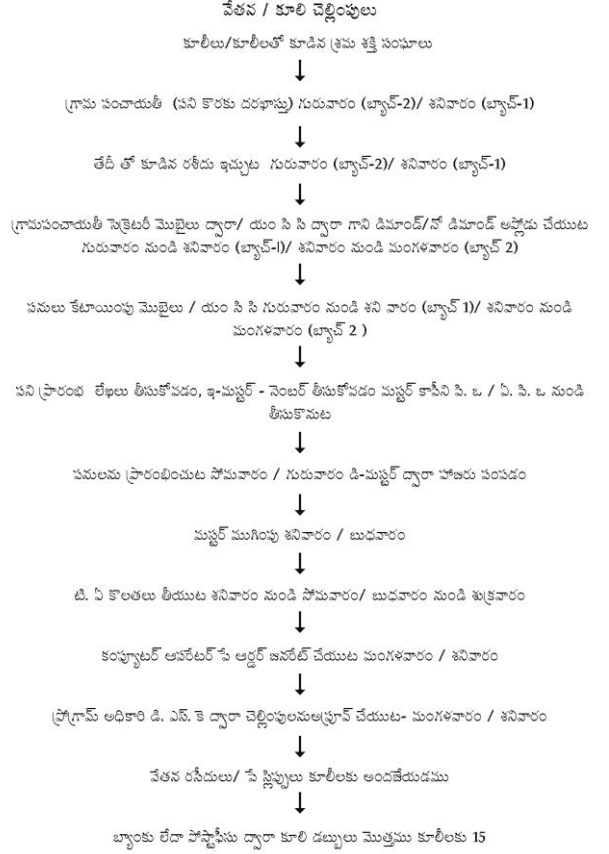 వేతన / కూలి చెల్లింపులు
కూలీలు/కూలీలతో కూడిన శ్రమ శక్తి సంఘాలు
గ్రామ పంచాయతీ (పని కొరకు దరఖాస్తు) గురువారం (బ్యాచ్-2)/ శనివారం (బ్యాచ్-1)
తేదీ తో కూడిన రశీదు ఇచ్చుట గురువారం (బ్యాచ్-2)/ శనివారం (బ్యాచ్-1)
గ్రామపంచాయతీ సెక్రెటరీ మొబైలు ద్వారా/ యం సి సి ద్వారా గాని డిమాండ్/నో డిమాండ్ అప్లోడు చేయుట
గురువారం నుండి శనివారం (బ్యాచ్-l)/ శనివారం నుండి మంగళవారం (బ్యాచ్ 2)
పనులు కేటాయింపు మొబైలు / యం సి సి గురువారం నుండి శని వారం (బ్యాచ్ 1)/ శనివారం నుండి
మంగళవారం (బ్యాచ్ 2 )
పని ప్రారంభ లేఖలు తీసుకోవడం, ఇ-మస్టర్ - నెంబర్ తీసుకోవడం మస్టర్ కాపీని పి. ఒ / ఏ. పి. ఒ నుండి
తీసుకొనుట
పనులను ప్రారంభించుట సోమవారం / గురువారం డి-మస్టర్ ద్వారా హాజరు పంపడం
మస్టర్ ముగింపు శనివారం / బుధవారం
టి. ఏ కొలతలు తీయుట శనివారం నుండి సోమవారం/ బుధవారం నుండి శుక్రవారం
కంప్యూటర్ ఆపరేటర్ పే ఆర్డర్ జనరేట్ చేయుట మంగళవారం / శనివారం
ప్రోగ్రామ్ అధికారి డి. ఎస్. కె ద్వారా చెల్లింపులనుఅప్రూవ్ చేయుట- మంగళవారం / శనివారం
వేతన రసీదులు/ పే స్లిప్పులు కూలీలకు అందజేయడము
బ్యాంకు లేదా పోస్టాఫీసు ద్వారా కూలి డబ్బులు మొత్తము కూలీలకు 15